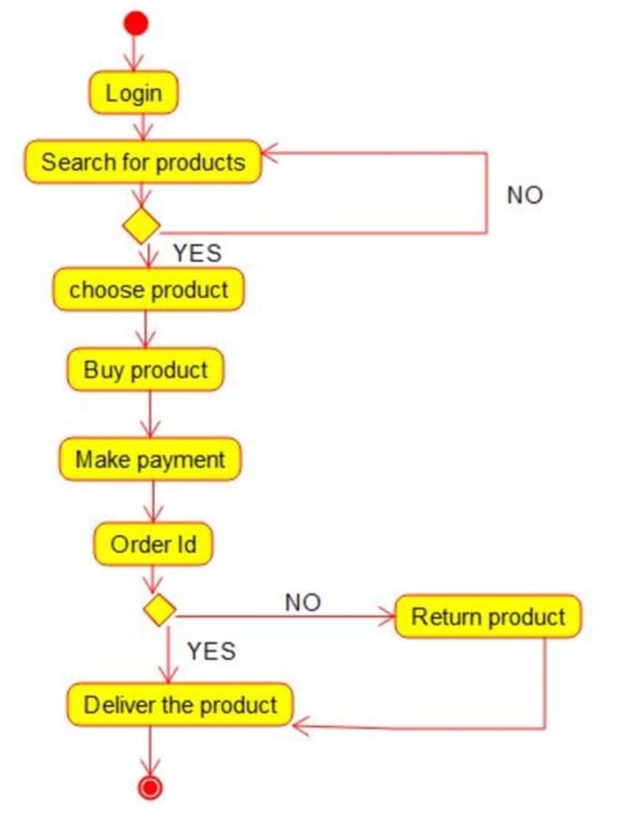 Login
Search for products
NO
YES
choose product
Buy product
Make payment
Order Id
NO
Return product
YES
Deliver the product